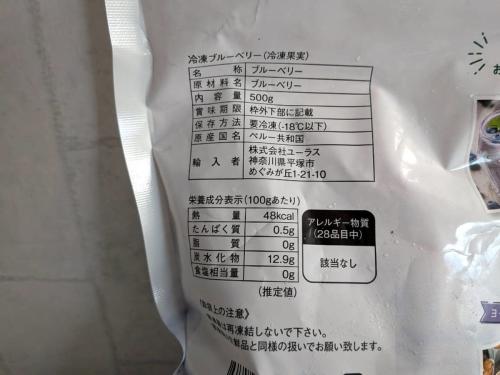 冷凍ブルーベリー(冷凍果実)
名称 ブルーベリー
原材料名 ブルーベリー
内容量 500g
賞味期限 枠外下部に記載
保存方法 要冷凍(-18℃以下)
原産国名 ペルー共和国
輸入者 株式会社ユーラス
神奈川県平塚市
めぐみが丘1-21-10
栄養成分表示(100gあたり)
熱量 48kcal
たんぱく質 0.5g
脂質 0g
炭水化物 12.9g
食塩相当量 0g
(推定値)
アレルギー物質
(28品目中)
該当なし
上の注意〉
は再凍結しないで下さい。
鮮品と同様の扱いでお願い致します。
お
ヨ